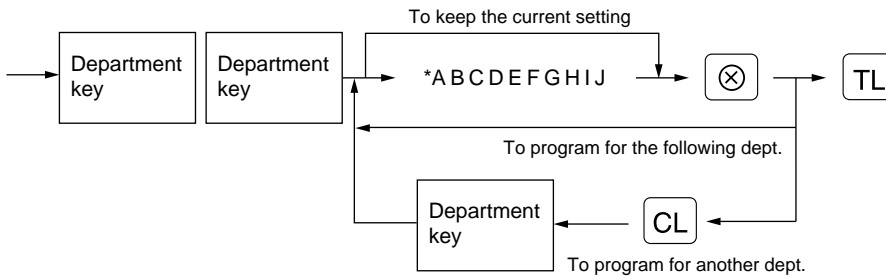 To keep the current setting
Department
key
Department
key
*A B C D E F G H I J
⊗
TL
To program for the following dept.
Department
key
CL
To program for another dept.